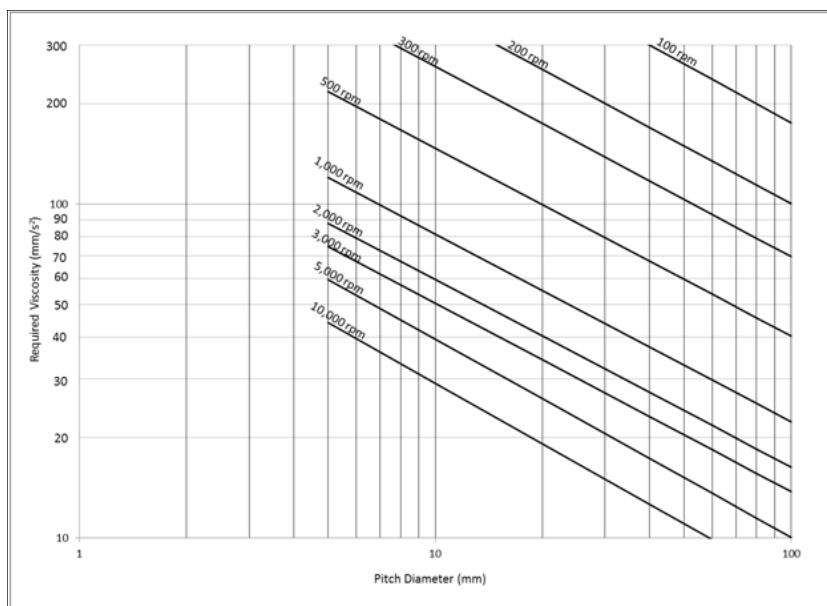 300
200
100
90
80
70
60
50
40
30
20
10
Required Viscosity (mm/s²)
100 rpm
200 rpm
300 rpm
500 rpm
1,000 rpm
2,000 rpm
3,000 rpm
5,000 rpm
10,000 rpm
1
10
100
Pitch Diameter (mm)